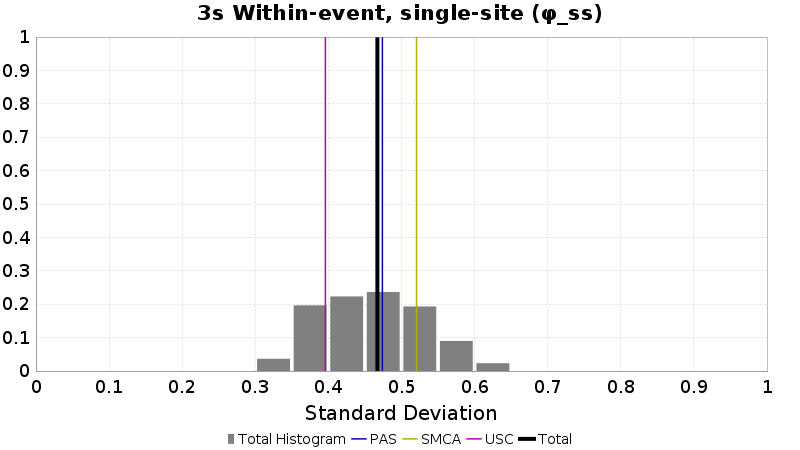 3s Within-event, single-site (φ_ss)
1
0.9
0.8
0.7
0.6
0.5
0.4
0.3
0.2
0.1
0
0 0.1 0.2 0.3 0.4 0.5 0.6 0.7 0.8 0.9 1
Standard Deviation
Total Histogram PAS SMCA USC Total